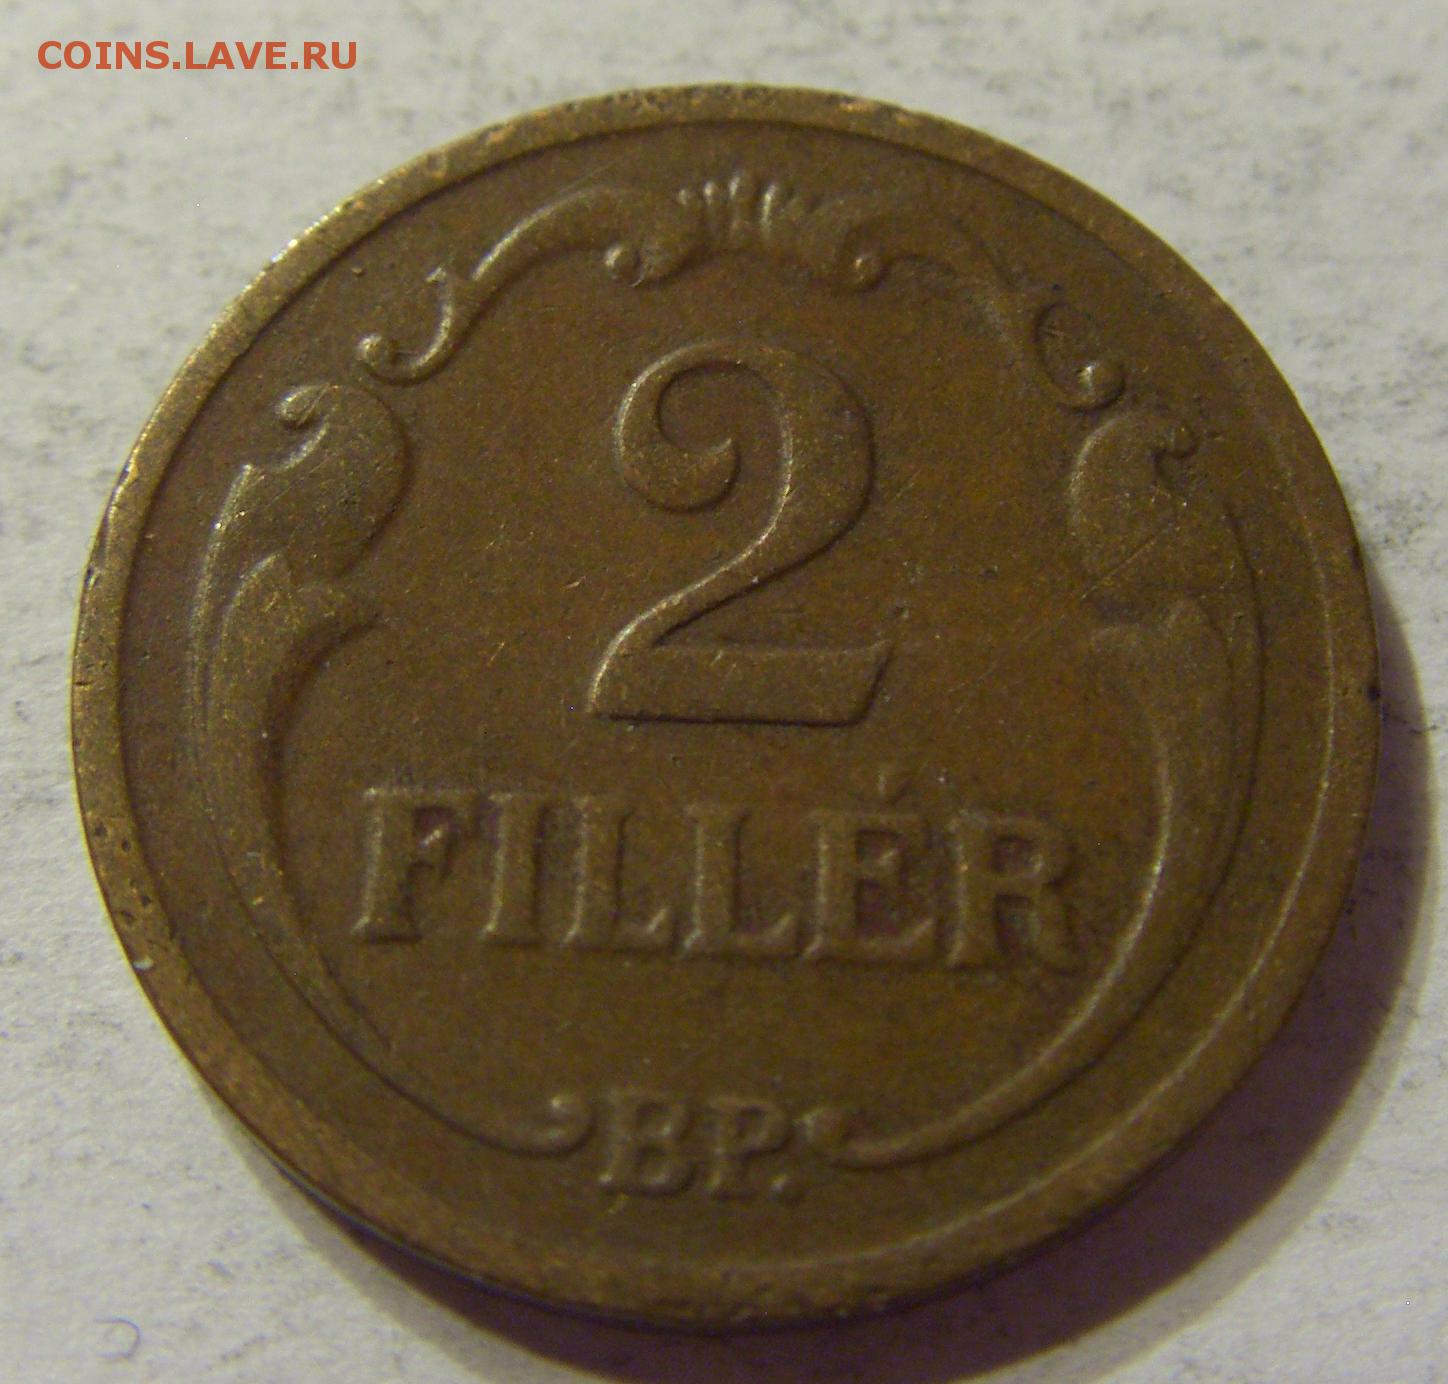 COINS.LAVE.RU
2
FILLÉR
BP.